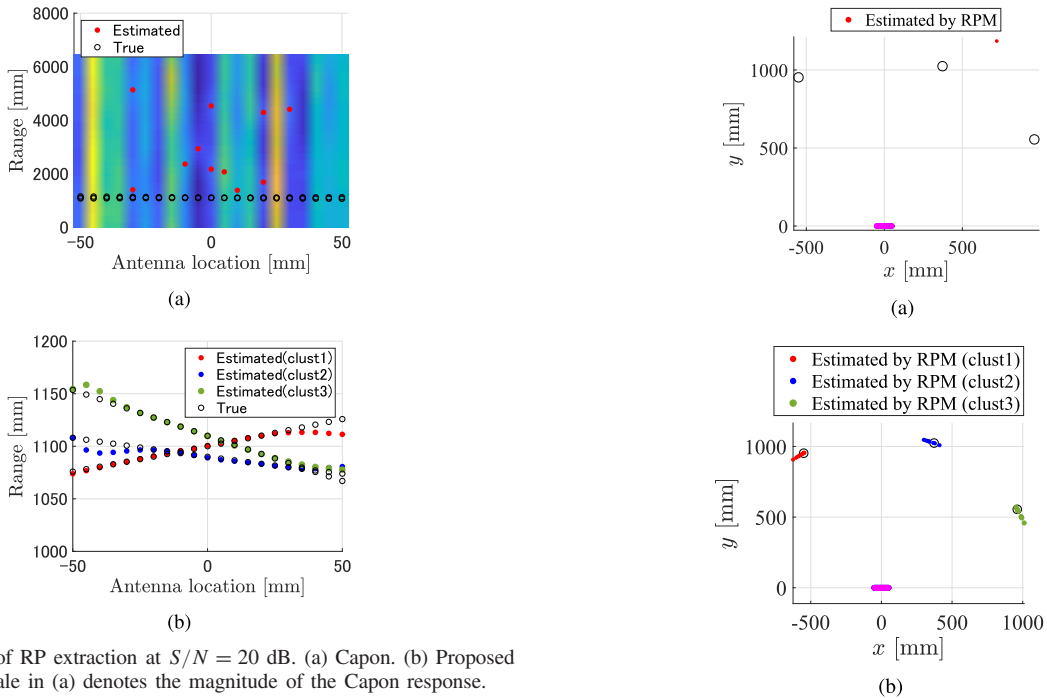 8000
6000
4000
2000
0
Range [mm]
Estimated
True
−50
0
50
Antenna location [mm]
(a)
1200
1150
1100
1050
1000
Range [mm]
Estimated(clust1)
Estimated(clust2)
Estimated(clust3)
True
-50
0
50
Antenna location [mm]
(b)
of RP extraction at S/N = 20 dB. (a) Capon. (b) Proposed
ale in (a) denotes the magnitude of the Capon response.
Estimated by RPM
1000
500
0
y [mm]
-500
0
500
x [mm]
(a)
Estimated by RPM (clust1)
Estimated by RPM (clust2)
Estimated by RPM (clust3)
1000
500
0
y [mm]
-500
0
500
1000
x [mm]
(b)